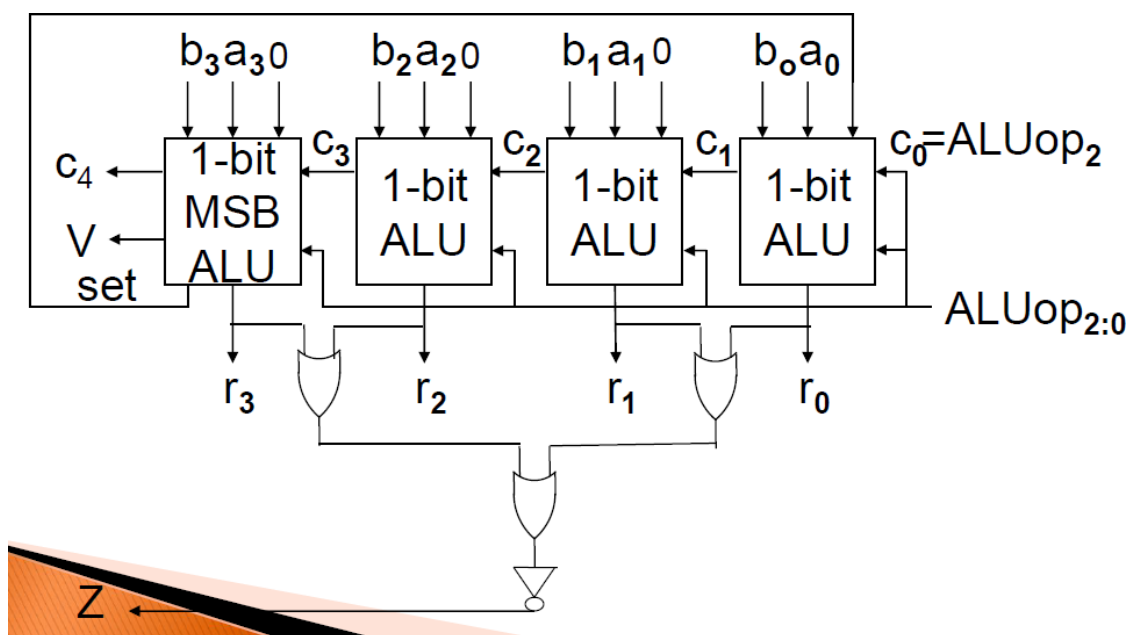 b₃a₃0 b₂a₂0 b₁a₁0 bₒa₀
c₄ c₃ c₂ c₁ c₀=ALUop₂
1-bit MSB ALU
1-bit ALU
1-bit ALU
1-bit ALU
V
set
ALUop₂:₀
r₃ r₂ r₁ r₀
Z